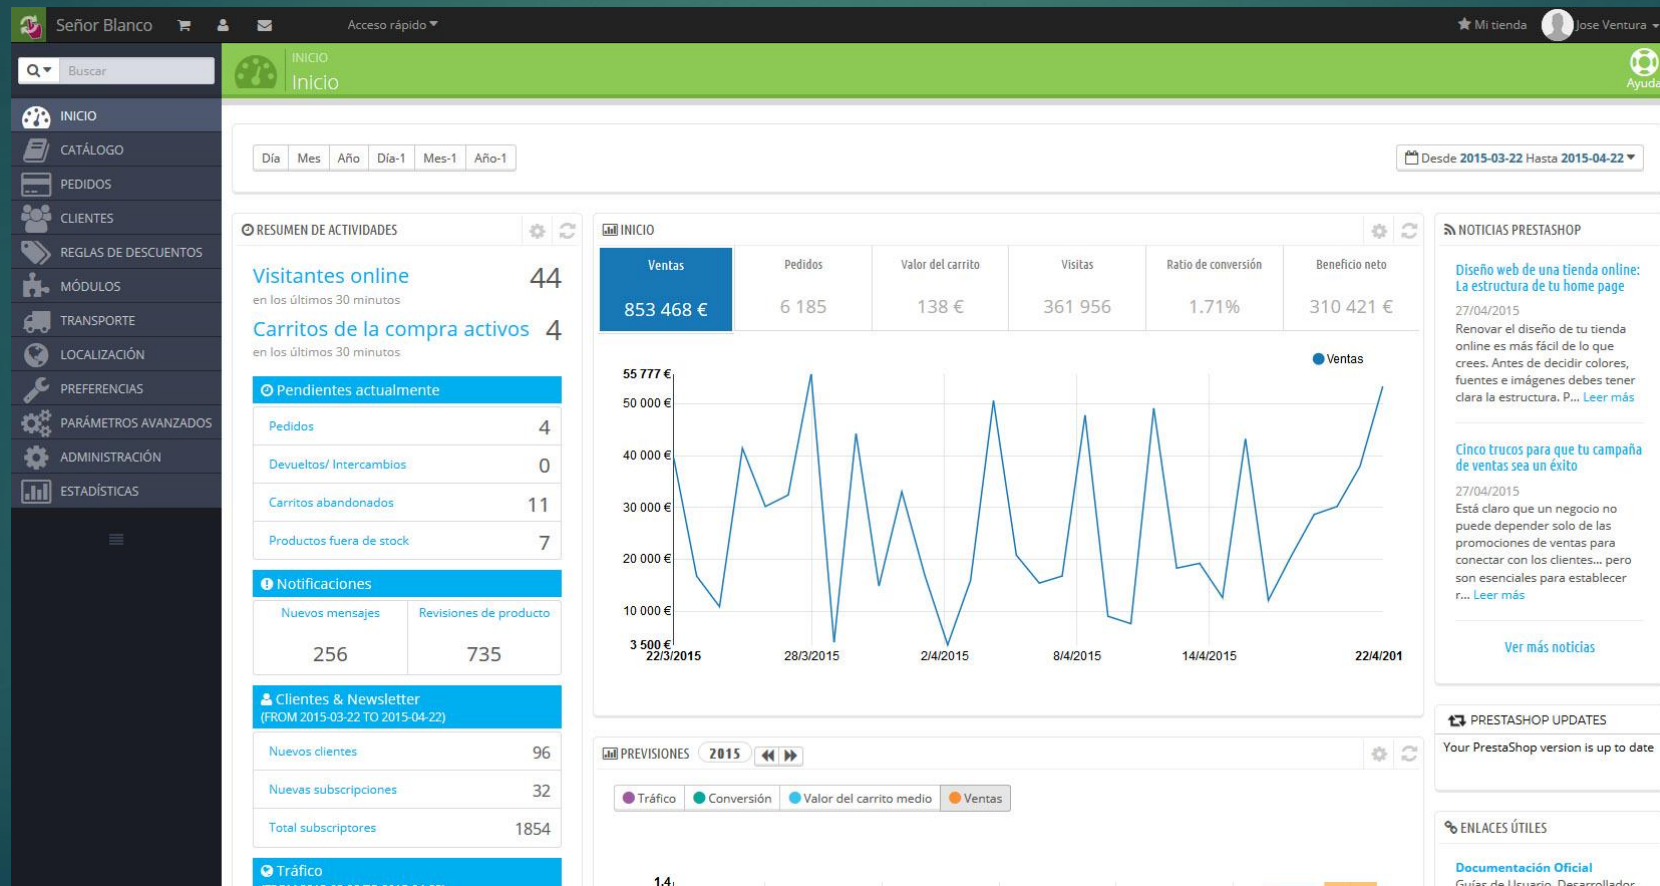 Señor Blanco
Acceso rápido
Mi tienda
Jose Ventura
Buscar
INICIO
Inicio
Ayuda
INICIO
CATÁLOGO
PEDIDOS
CLIENTES
REGLAS DE DESCUENTOS
MÓDULOS
TRANSPORTE
LOCALIZACIÓN
PREFERENCIAS
PARÁMETROS AVANZADOS
ADMINISTRACIÓN
ESTADÍSTICAS
Día Mes Año Día-1 Mes-1 Año-1
Desde 2015-03-22 Hasta 2015-04-22
RESUMEN DE ACTIVIDADES
Visitantes online 44
en los últimos 30 minutos
Carritos de la compra activos 4
en los últimos 30 minutos
Pendientes actualmente
Pedidos 4
Devueltos/ Intercambios 0
Carritos abandonados 11
Productos fuera de stock 7
Notificaciones
Nuevos mensajes Revisiones de producto
256 735
Clientes & Newsletter
(FROM 2015-03-22 TO 2015-04-22)
Nuevos clientes 96
Nuevas subscripciones 32
Total subscriptores 1854
Tráfico
INICIO
Ventas Pedidos Valor del carrito Visitas Ratio de conversión Beneficio neto
853 468 € 6 185 138 € 361 956 1.71% 310 421 €
Ventas
55 777 €
50 000 €
40 000 €
30 000 €
20 000 €
10 000 €
3 500 €
22/3/2015 28/3/2015 2/4/2015 8/4/2015 14/4/2015 22/4/201
PREVISIONES 2015
Tráfico Conversión Valor del carrito medio Ventas
1.4
NOTICIAS PRESTASHOP
Diseño web de una tienda online:
La estructura de tu home page
27/04/2015
Renovar el diseño de tu tienda
online es más fácil de lo que
crees. Antes de decidir colores,
fuentes e imágenes debes tener
clara la estructura. P... Leer más
Cinco trucos para que tu campaña
de ventas sea un éxito
27/04/2015
Está claro que un negocio no
puede depender solo de las
promociones de ventas para
conectar con los clientes... pero
son esenciales para establecer
r... Leer más
Ver más noticias
PRESTASHOP UPDATES
Your PrestaShop version is up to date
ENLACES ÚTILES
Documentación Oficial
Guías de Usuario, Desarrollador